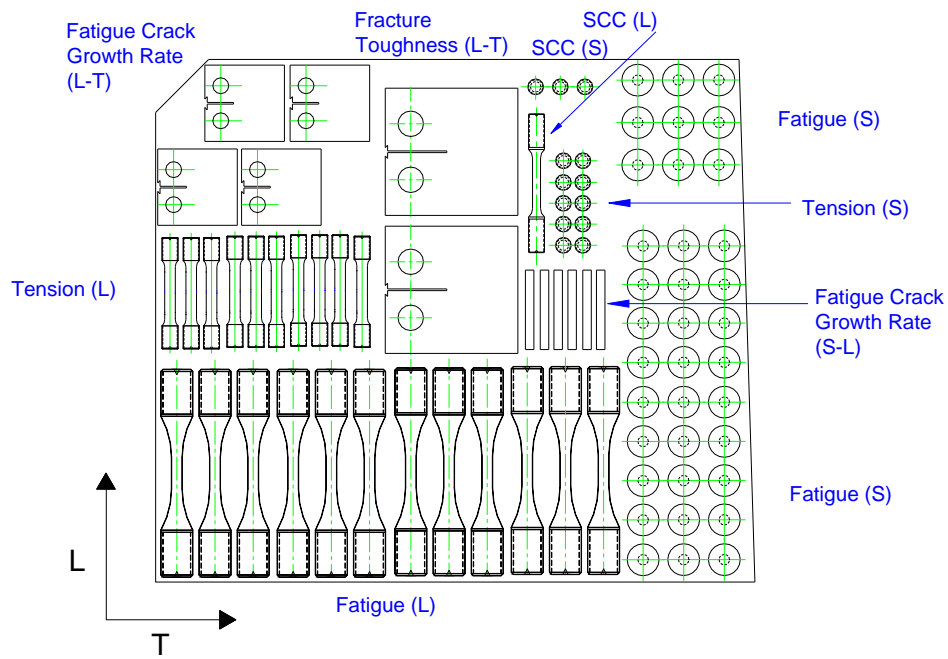 Fatigue Crack
Growth Rate
(L-T)
Fracture
Toughness (L-T)
SCC (L)
SCC (S)
Fatigue (S)
Tension (S)
Tension (L)
Fatigue Crack
Growth Rate
(S-L)
Fatigue (S)
L
Fatigue (L)
T